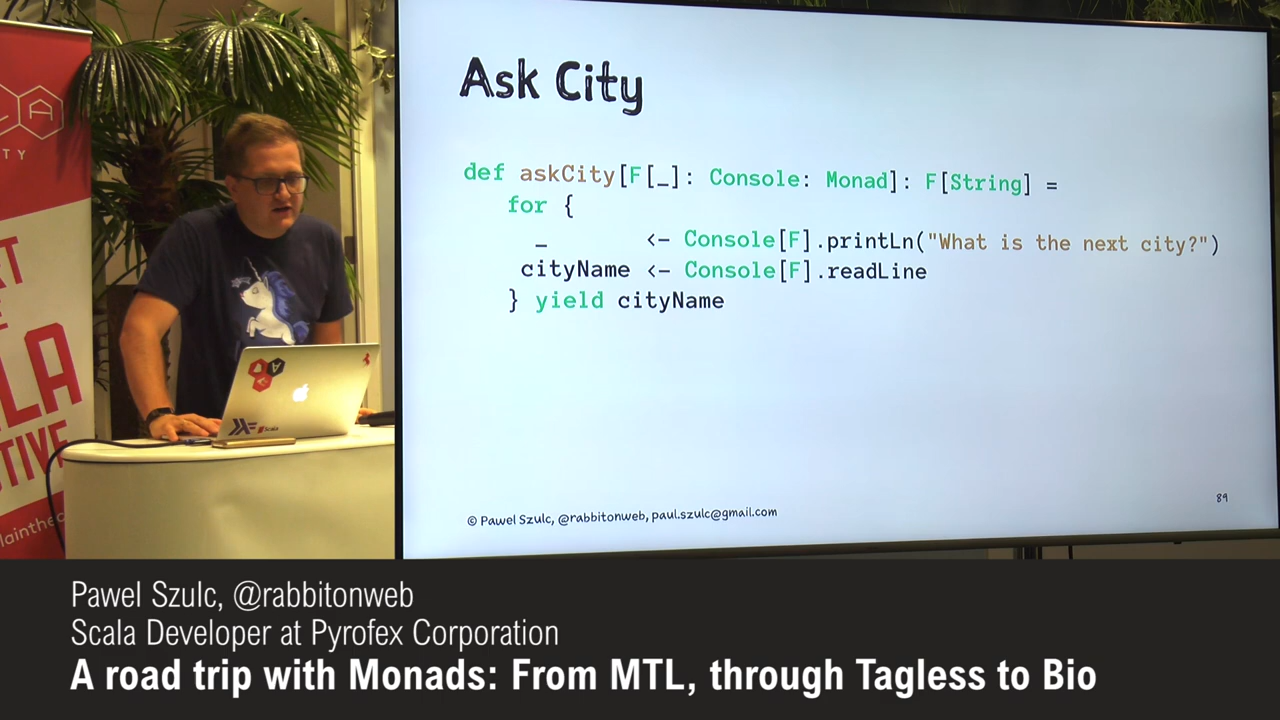 Ask City
def askCity[F[_]: Console: Monad]: F[String] =
for {
_ <- Console[F].printLn("What is the next city?")
cityName <- Console[F].readLine
} yield cityName
© Pawel Szulc, @rabbitonweb, paul.szulc@gmail.com
89
Scala
Pawel Szulc, @rabbitonweb
Scala Developer at Pyrofex Corporation
A road trip with Monads: From MTL, through Tagless to Bio